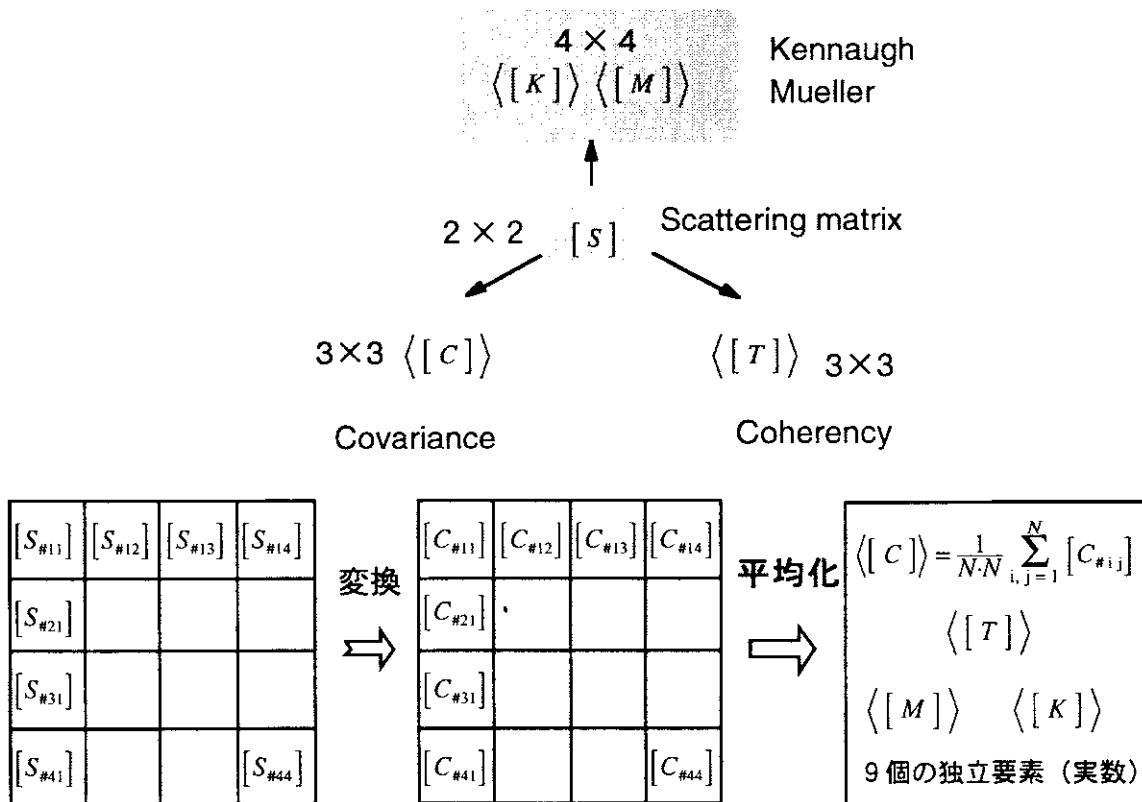 4 × 4
⟨[K]⟩ ⟨[M]⟩
Kennaugh
Mueller
2 × 2 [S] Scattering matrix
3×3 ⟨[C]⟩
⟨[T]⟩ 3×3
Covariance
Coherency
[S#11] [S#12] [S#13] [S#14]
[S#21]
[S#31]
[S#41] [S#44]
変換
[C#11] [C#12] [C#13] [C#14]
[C#21]
[C#31]
[C#41] [C#44]
平均化
⟨[C]⟩ = 1/N·N ∑ i, j = 1 N [C#ij]
⟨[T]⟩
⟨[M]⟩ ⟨[K]⟩
9個の独立要素（実数）